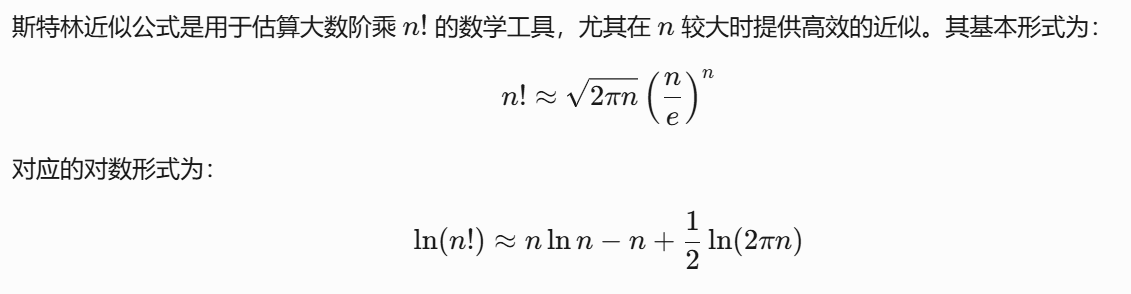 斯特林近似公式是用于估算大数阶乘 n! 的数学工具，尤其在 n 较大时提供高效的近似。其基本形式为：
n! ≈ √(2πn) (n/e)^n
对应的对数形式为：
ln(n!) ≈ n ln n − n + 1/2 ln(2πn)